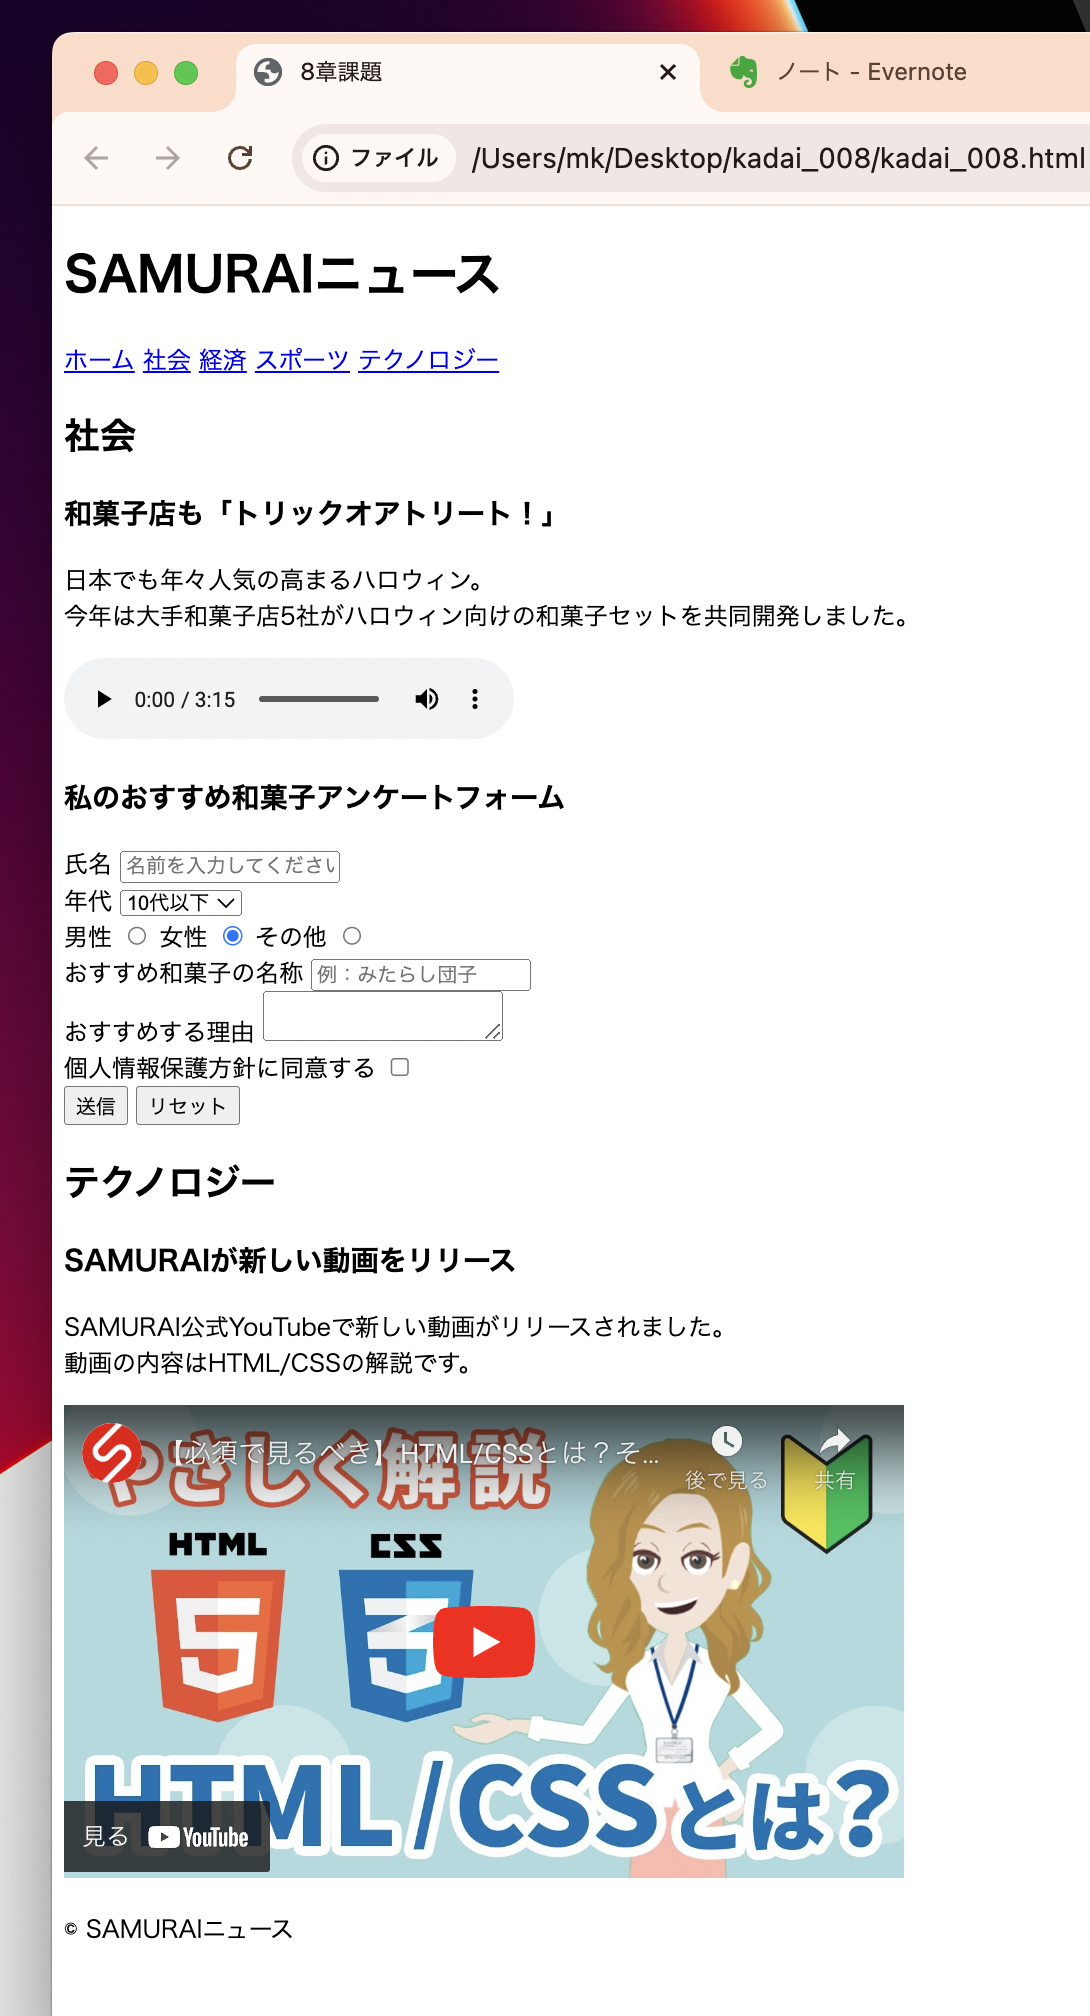 8章課題
ノート - Evernote
ファイル /Users/mk/Desktop/kadai_008/kadai_008.html
SAMURAIニュース
ホーム 社会 経済 スポーツ テクノロジー
社会
和菓子店も「トリックオアトリート！」
日本でも年々人気の高まるハロウィン。
今年は大手和菓子店5社がハロウィン向けの和菓子セットを共同開発しました。
0:00 / 3:15
私のおすすめ和菓子アンケートフォーム
氏名 名前を入力してください
年代 10代以下
男性 女性 その他
おすすめ和菓子の名称 例：みたらし団子
おすすめする理由
個人情報保護方針に同意する
送信 リセット
テクノロジー
SAMURAIが新しい動画をリリース
SAMURAI公式YouTubeで新しい動画がリリースされました。
動画の内容はHTML/CSSの解説です。
【必須で見るべき】HTML/CSSとは？そ...
後で見る 共有
やさしく解説
HTML CSS
5 3
HTML/CSSとは?
見る YouTube
© SAMURAIニュース